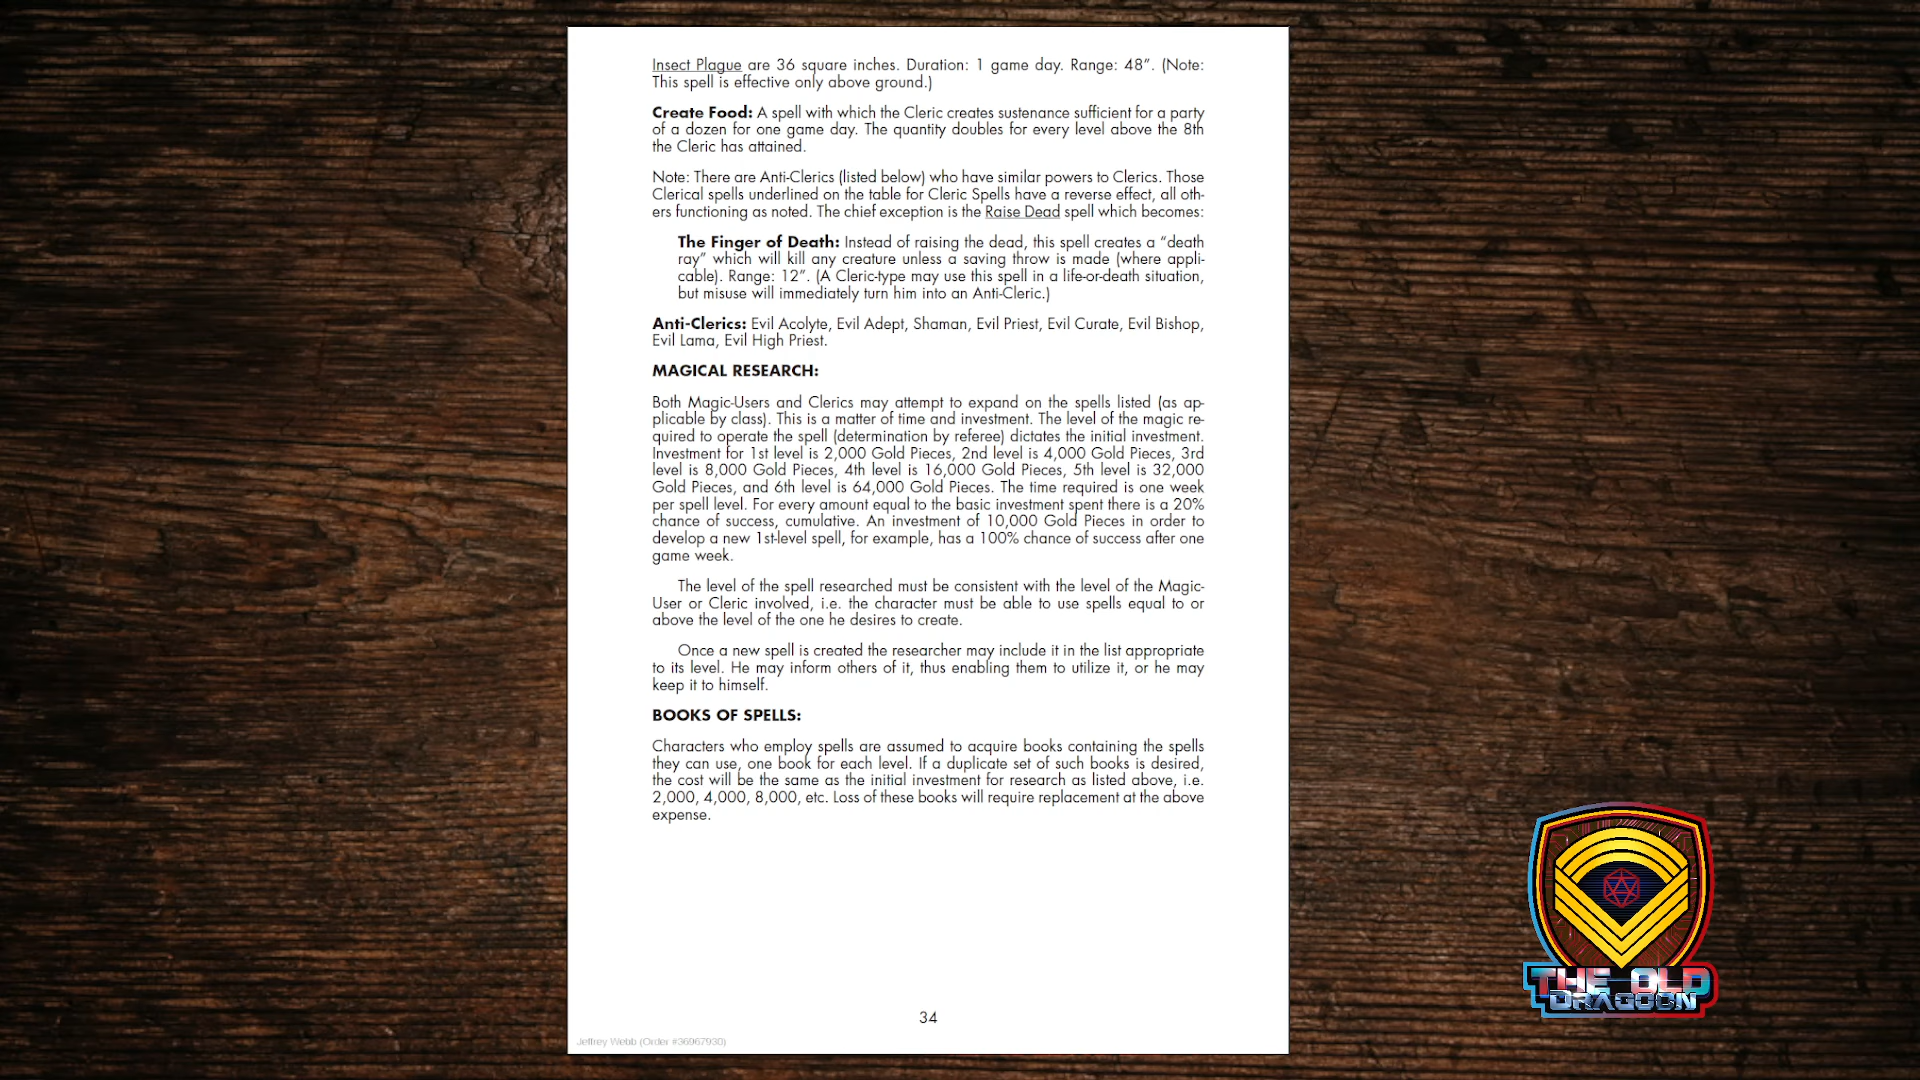 Insect Plague are 36 square inches. Duration: 1 game day. Range: 48”. (Note:
This spell is effective only above ground.)
Create Food: A spell with which the Cleric creates sustenance sufficient for a party
of a dozen for one game day. The quantity doubles for every level above the 8th
the Cleric has attained.
Note: There are Anti-Clerics (listed below) who have similar powers to Clerics. Those
Clerical spells underlined on the table for Cleric Spells have a reverse effect, all oth-
ers functioning as noted. The chief exception is the Raise Dead spell which becomes:
The Finger of Death: Instead of raising the dead, this spell creates a “death
ray” which will kill any creature unless a saving throw is made (where appli-
cable). Range: 12”. (A Cleric-type may use this spell in a life-or-death situation,
but misuse will immediately turn him into an Anti-Cleric.)
Anti-Clerics: Evil Acolyte, Evil Adept, Shaman, Evil Priest, Evil Curate, Evil Bishop,
Evil Lama, Evil High Priest.
MAGICAL RESEARCH:
Both Magic-Users and Clerics may attempt to expand on the spells listed (as ap-
plicable by class). This is a matter of time and investment. The level of the magic re-
quired to operate the spell (determination by referee) dictates the initial investment.
Investment for 1st level is 2,000 Gold Pieces, 2nd level is 4,000 Gold Pieces, 3rd
level is 8,000 Gold Pieces, 4th level is 16,000 Gold Pieces, 5th level is 32,000
Gold Pieces, and 6th level is 64,000 Gold Pieces. The time required is one week
per spell level. For every amount equal to the basic investment spent there is a 20%
chance of success, cumulative. An investment of 10,000 Gold Pieces in order to
develop a new 1st-level spell, for example, has a 100% chance of success after one
game week.
The level of the spell researched must be consistent with the level of the Magic-
User or Cleric involved, i.e. the character must be able to use spells equal to or
above the level of the one he desires to create.
Once a new spell is created the researcher may include it in the list appropriate
to its level. He may inform others of it, thus enabling them to utilize it, or he may
keep it to himself.
BOOKS OF SPELLS:
Characters who employ spells are assumed to acquire books containing the spells
they can use, one book for each level. If a duplicate set of such books is desired,
the cost will be the same as the initial investment for research as listed above, i.e.
2,000, 4,000, 8,000, etc. Loss of these books will require replacement at the above
expense.
34
Jeffrey Webb (Order #36967930)
THE OLD
DRAGOON